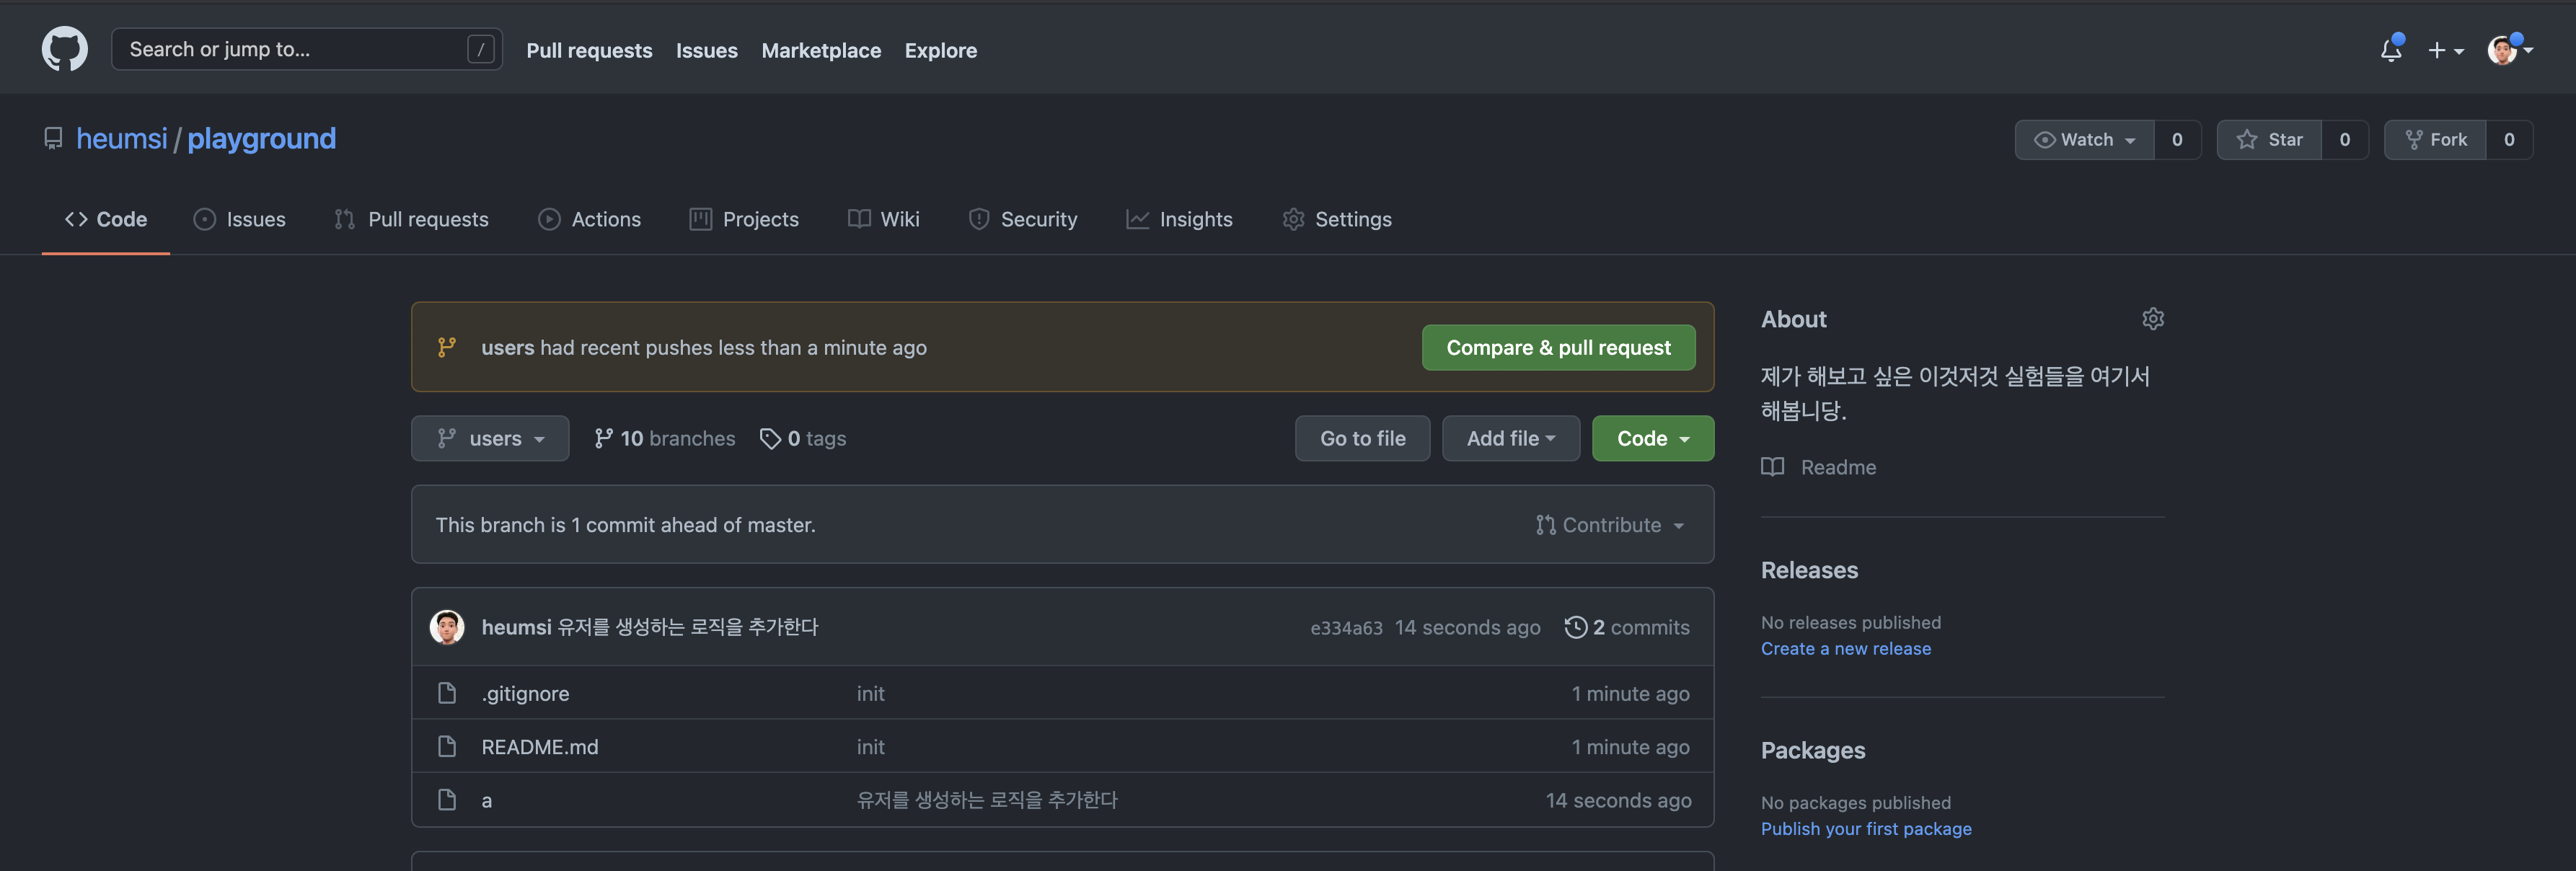 Search or jump to... / Pull requests Issues Marketplace Explore
heumsi / playground Watch 0 Star 0 Fork 0
Code Issues Pull requests Actions Projects Wiki Security Insights Settings
users had recent pushes less than a minute ago Compare & pull request
users 10 branches 0 tags Go to file Add file Code
This branch is 1 commit ahead of master. Contribute
heumsi 유저를 생성하는 로직을 추가한다 e334a63 14 seconds ago 2 commits
.gitignore init 1 minute ago
README.md init 1 minute ago
a 유저를 생성하는 로직을 추가한다 14 seconds ago
About
제가 해보고 싶은 이것저것 실험들을 여기서
해봅니당.
Readme
Releases
No releases published
Create a new release
Packages
No packages published
Publish your first package